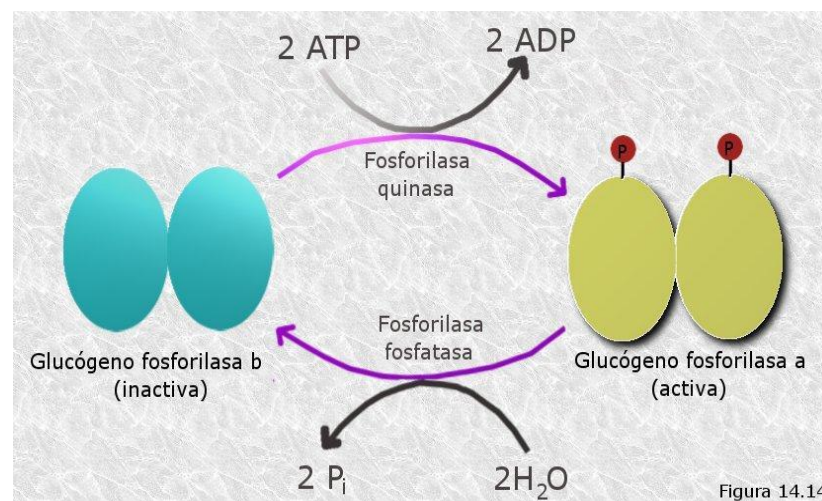 2 ATP
2 ADP
Fosforilasa
quinasa
P
P
Glucógeno fosforilasa b
(inactiva)
Fosforilasa
fosfatasa
Glucógeno fosforilasa a
(activa)
2 Pi
2H₂O
Figura 14.14